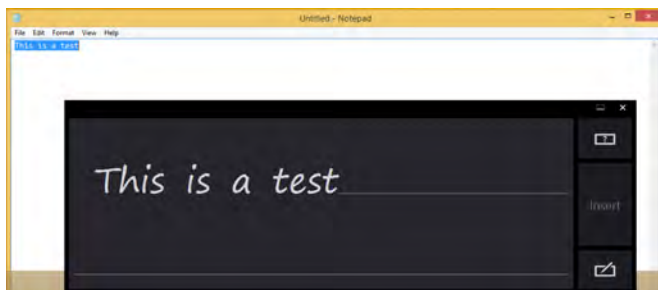 Untitled - Notepad
File Edit Format View Help
This is a test
This is a test
Insert